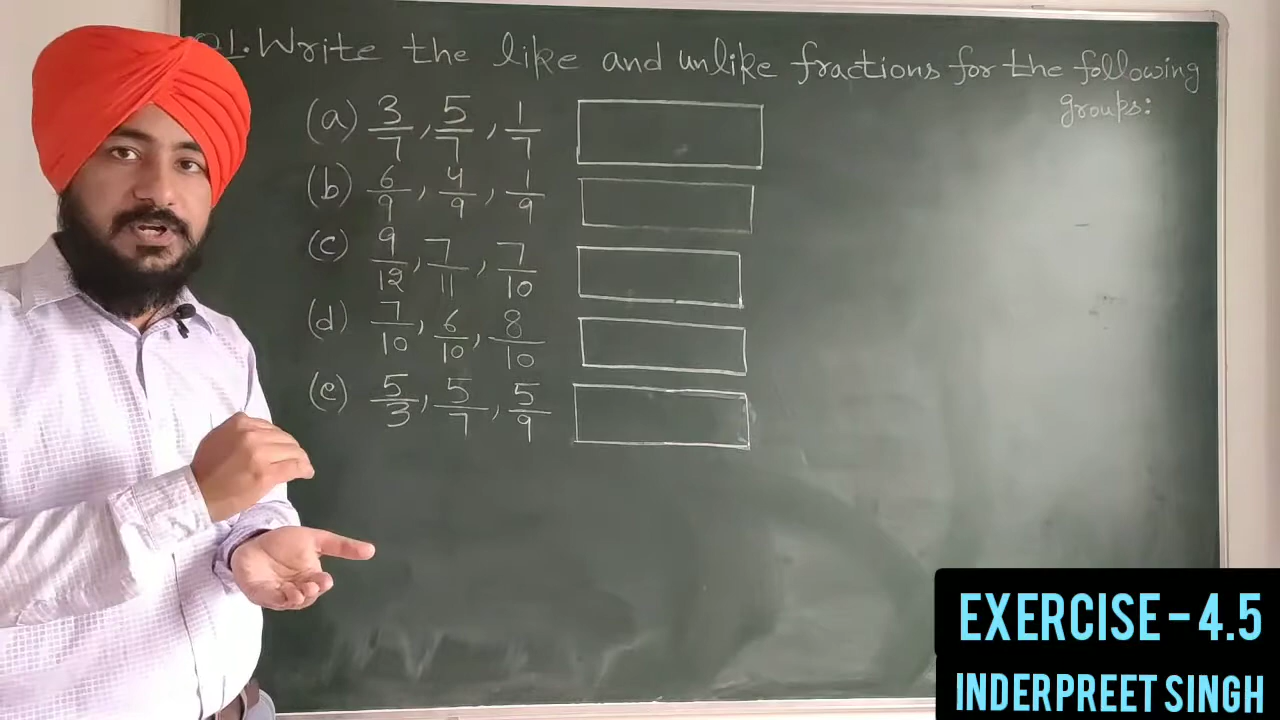 Q1. Write the like and unlike fractions for the following
groups:
(a) 3/7, 5/7, 1/7
(b) 6/9, 4/9, 1/9
(c) 9/12, 7/11, 7/10
(d) 7/10, 6/10, 8/10
(e) 5/3, 5/7, 5/9
EXERCISE - 4.5
INDERPREET SINGH